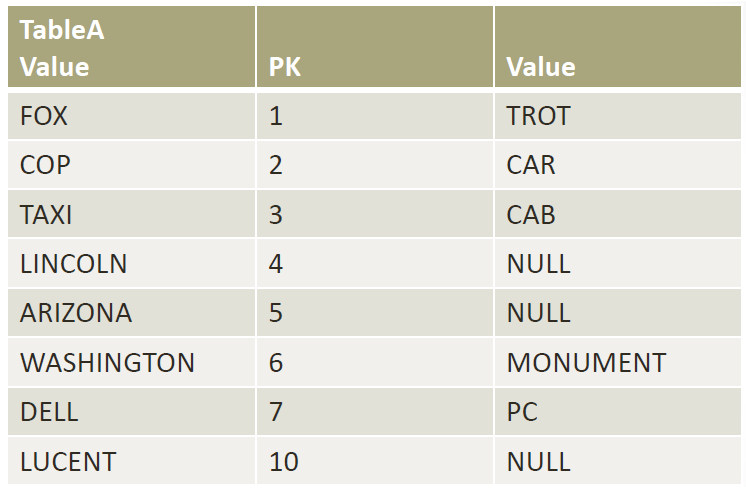 TableA
Value PK Value
FOX 1 TROT
COP 2 CAR
TAXI 3 CAB
LINCOLN 4 NULL
ARIZONA 5 NULL
WASHINGTON 6 MONUMENT
DELL 7 PC
LUCENT 10 NULL